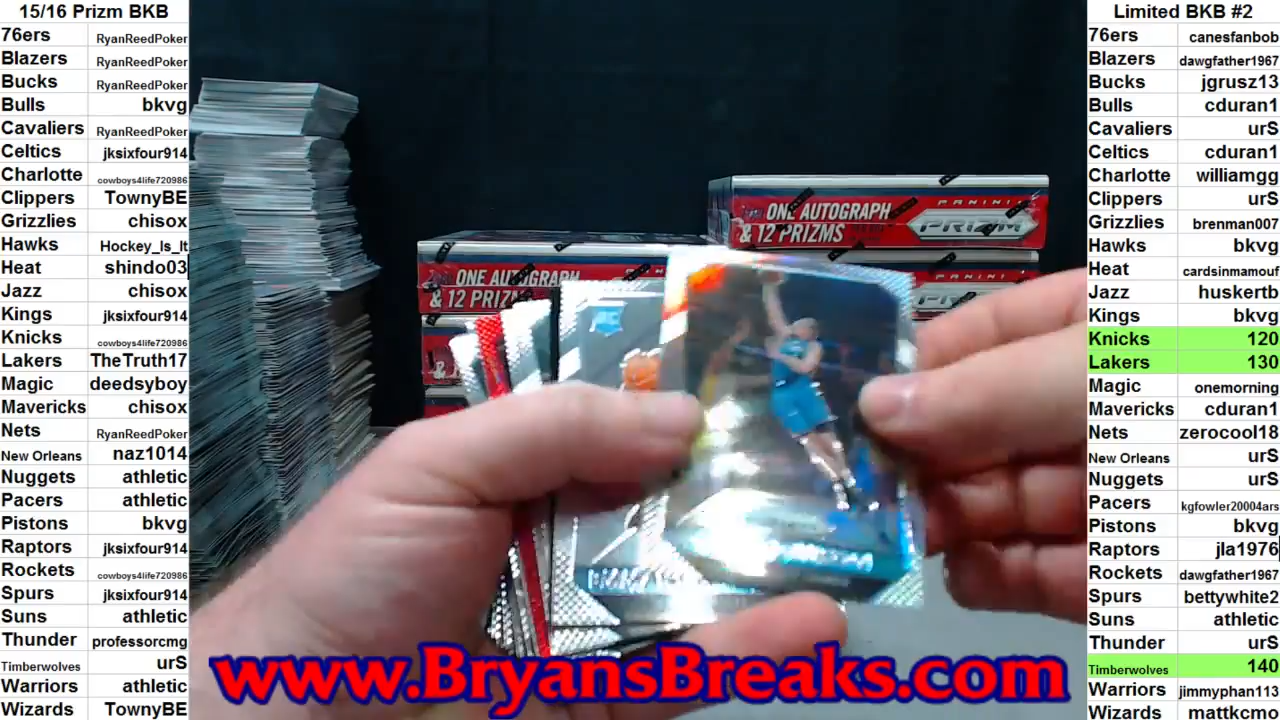 15/16 Prizm BKB
76ers RyanReedPoker
Blazers RyanReedPoker
Bucks RyanReedPoker
Bulls bkvg
Cavaliers RyanReedPoker
Celtics jksixfour914
Charlotte cowboys4life720986
Clippers TownyBE
Grizzlies chisox
Hawks Hockey_Is_It
Heat shindo03
Jazz chisox
Kings jksixfour914
Knicks cowboys4life720986
Lakers TheTruth17
Magic deedsyboy
Mavericks chisox
Nets RyanReedPoker
New Orleans naz1014
Nuggets athletic
Pacers athletic
Pistons bkvg
Raptors jksixfour914
Rockets cowboys4life720986
Spurs jksixfour914
Suns athletic
Thunder professorcmg
Timberwolves urS
Warriors athletic
Wizards TownyBE
ONE AUTOGRAPH
& 12 PRIZMS
PANINI
PRIZM
ONE AUTOGRAPH
& 12 PRIZMS
PANINI
www.BryansBreaks.com
Limited BKB #2
76ers canesfanbob
Blazers dawgfather1967
Bucks jgrusz13
Bulls cduran1
Cavaliers urS
Celtics cduran1
Charlotte williamgg
Clippers urS
Grizzlies brenman007
Hawks bkvg
Heat cardsinmamouf
Jazz huskertb
Kings bkvg
Knicks 120
Lakers 130
Magic onemorning
Mavericks cduran1
Nets zerocool18
New Orleans urS
Nuggets urS
Pacers kgfowler20004ars
Pistons bkvg
Raptors jla1976
Rockets dawgfather1967
Spurs bettywhite2
Suns athletic
Thunder urS
Timberwolves 140
Warriors jimmyphan113
Wizards mattkcmo